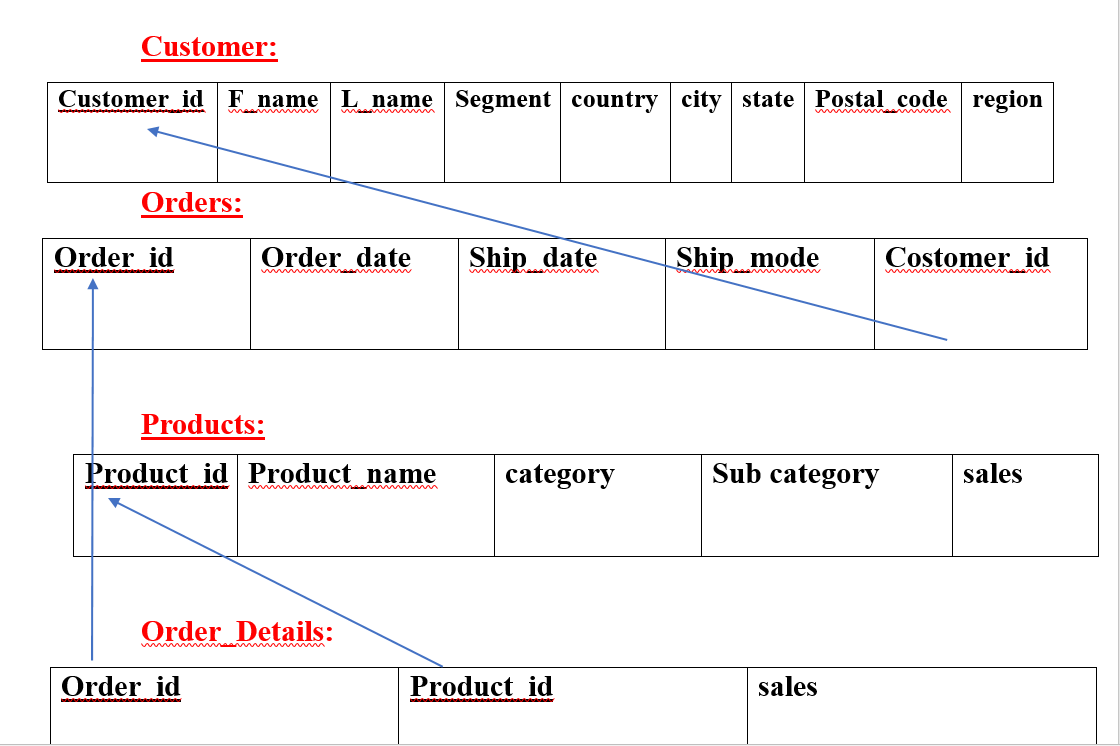 Customer:
Customer_id F_name L_name Segment country city state Postal_code region
Orders:
Order_id Order_date Ship_date Ship_mode Costomer_id
Products:
Product_id Product_name category Sub category sales
Order_Details:
Order_id Product_id sales